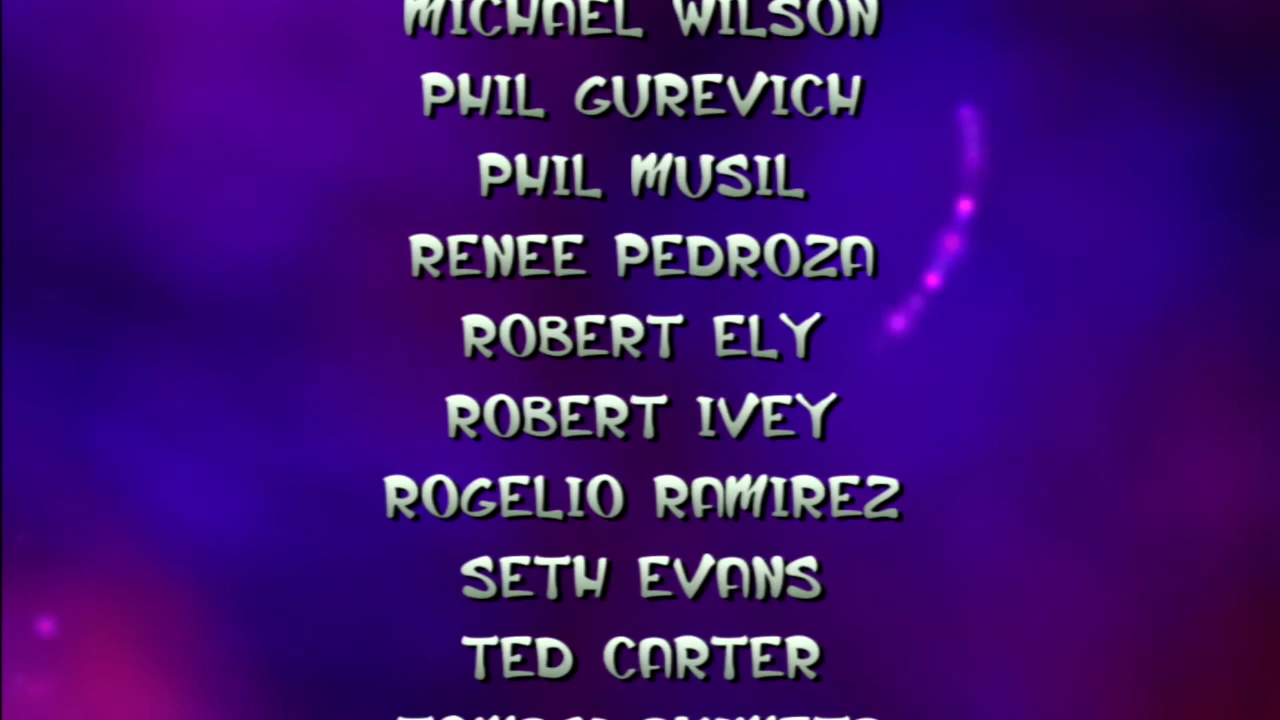 MICHAEL WILSON
PHIL GUREVICH
PHIL MUSIL
RENEE PEDROZA
ROBERT ELY
ROBERT IVEY
ROGELIO RAMIREZ
SETH EVANS
TED CARTER